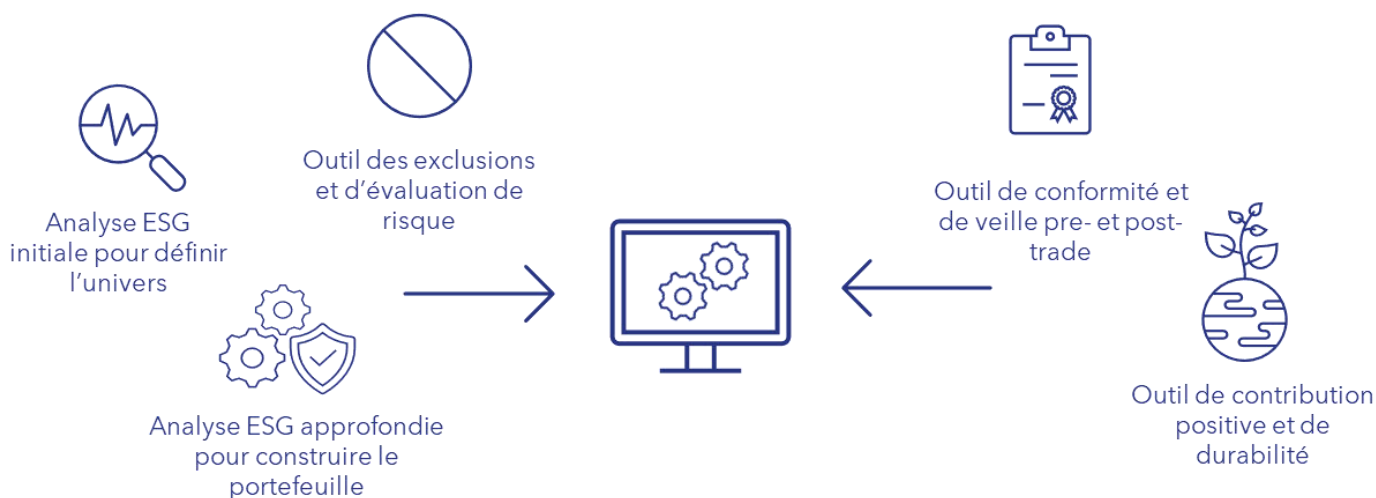 Analyse ESG
initiale pour définir
l'univers
Outil des exclusions
et d'évaluation de
risque
Analyse ESG approfondie
pour construire le
portefeuille
Outil de conformité et
de veille pre- et post-
trade
Outil de contribution
positive et de
durabilité